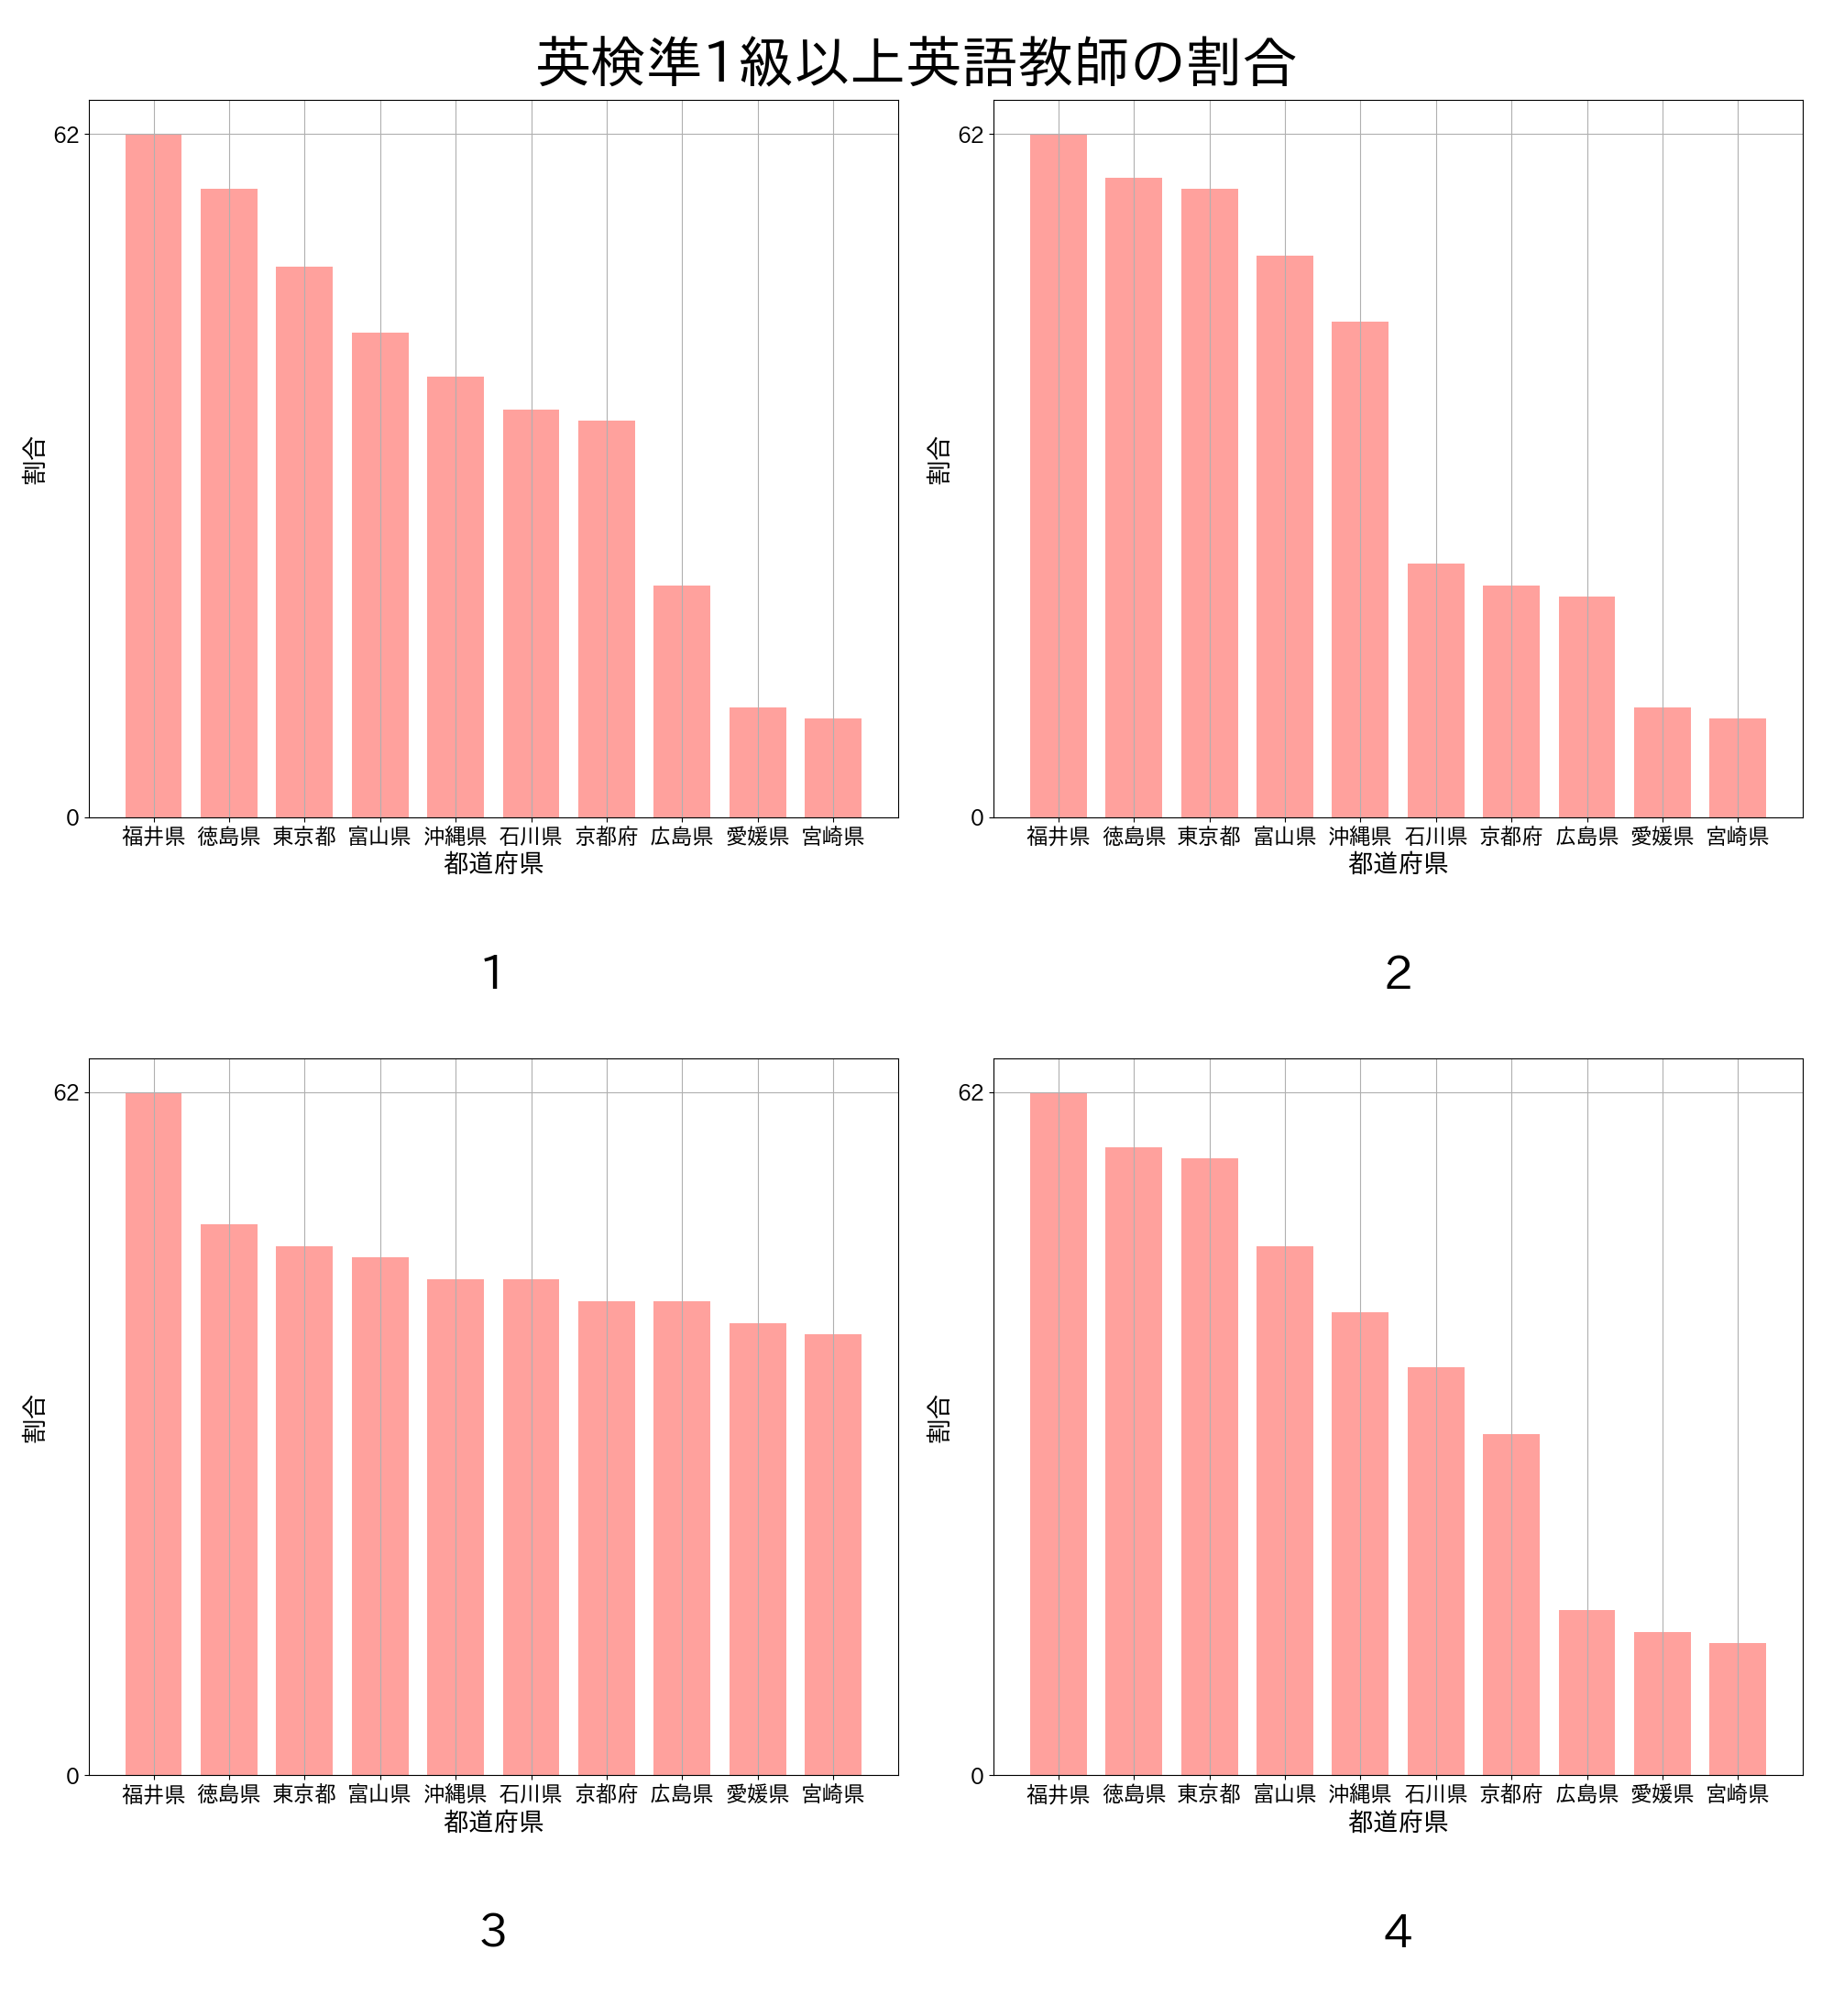 英検準1級以上英語教師の割合
62
0
割合
福井県 徳島県 東京都 富山県 沖縄県 石川県 京都府 広島県 愛媛県 宮崎県
都道府県
1
62
0
割合
福井県 徳島県 東京都 富山県 沖縄県 石川県 京都府 広島県 愛媛県 宮崎県
都道府県
2
62
0
割合
福井県 徳島県 東京都 富山県 沖縄県 石川県 京都府 広島県 愛媛県 宮崎県
都道府県
3
62
0
割合
福井県 徳島県 東京都 富山県 沖縄県 石川県 京都府 広島県 愛媛県 宮崎県
都道府県
4